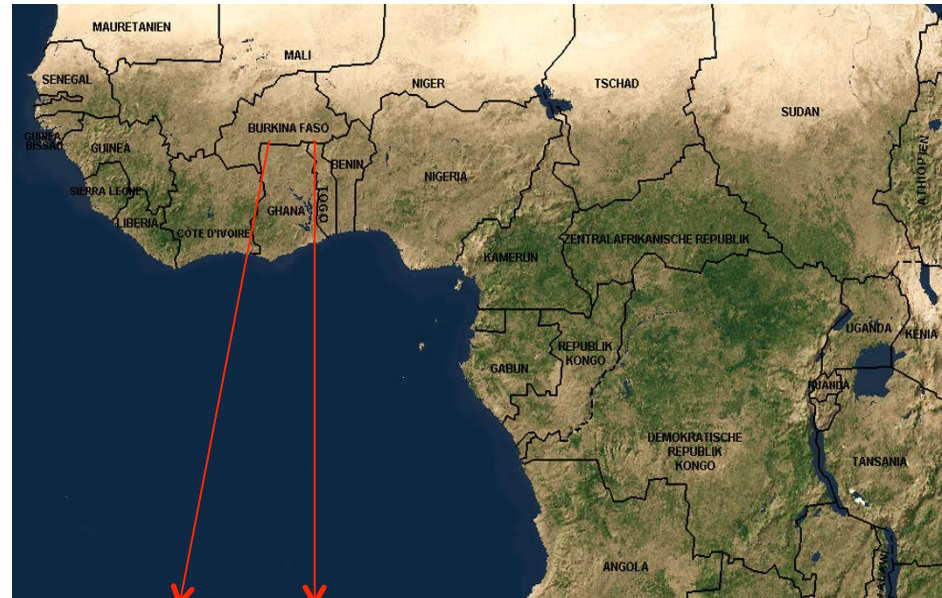 MAURETANIEN
MALI
SENEGAL
NIGER
TSCHAD
SUDAN
BURKINA FASO
GUINEA
BISSAU
GUINEA
BENIN
NIGERIA
ÄTHIOPIEN
SIERRA LEONE
TOGO
GHANA
LIBERIA
CÔTE D'IVOIRE
ZENTRALAFRIKANISCHE REPUBLIK
KAMERUN
UGANDA
KENIA
REPUBLIK
KONGO
GABUN
RUANDA
DEMOKRATISCHE
REPUBLIK
KONGO
TANSANIA
ANGOLA
MALAWI